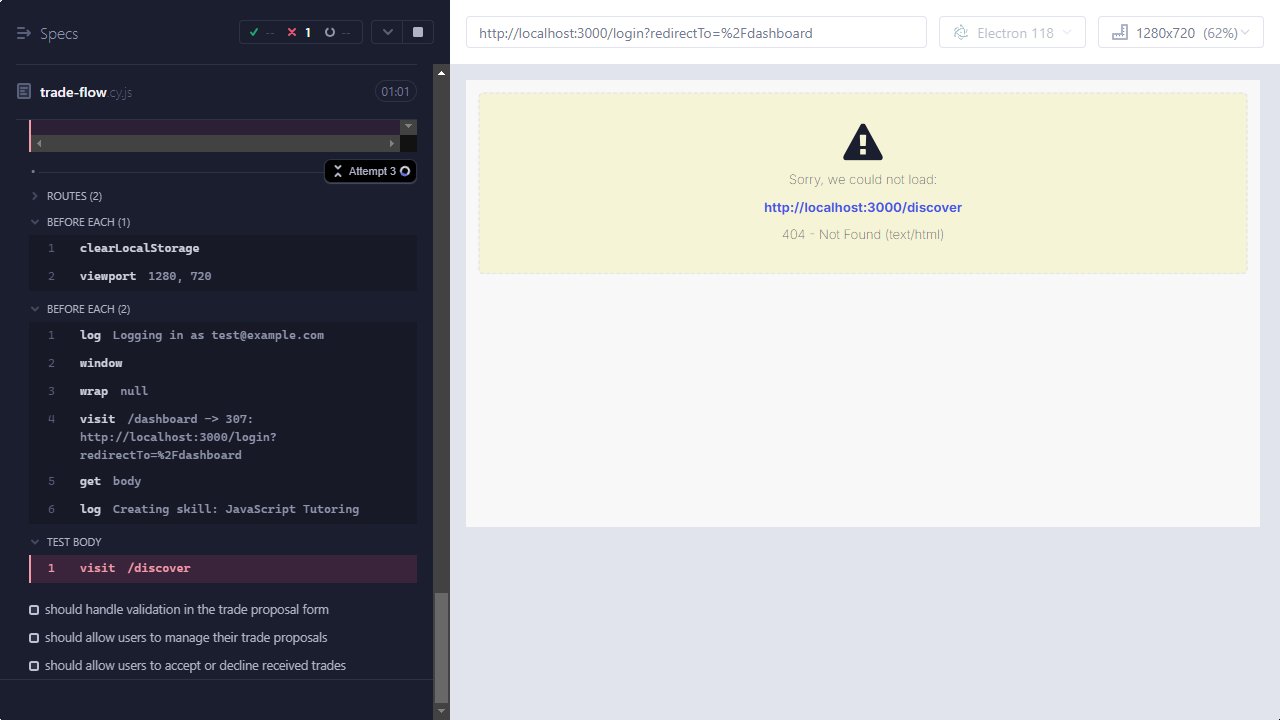 Specs
-- 1 --
http://localhost:3000/login?redirectTo=%2Fdashboard
Electron 118
1280x720 (62%)
trade-flow.cy.js
01:01
Attempt 3
ROUTES (2)
BEFORE EACH (1)
1 clearLocalStorage
2 viewport 1280, 720
BEFORE EACH (2)
1 log Logging in as test@example.com
2 window
3 wrap null
4 visit /dashboard -> 307:
http://localhost:3000/login?
redirectTo=%2Fdashboard
5 get body
6 log Creating skill: JavaScript Tutoring
TEST BODY
1 visit /discover
should handle validation in the trade proposal form
should allow users to manage their trade proposals
should allow users to accept or decline received trades
Sorry, we could not load:
http://localhost:3000/discover
404 - Not Found (text/html)